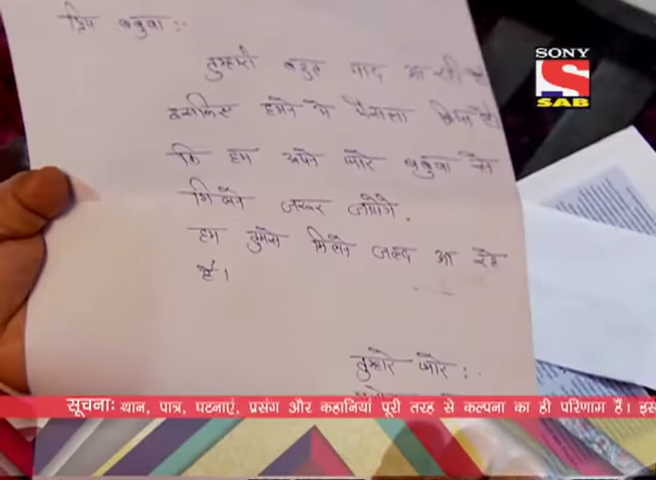 प्रिय बबुवा :-
तुम्हारी बहुत याद आ रही है
इसलिए हमने ये फैसला किया है।
कि हम अपने प्यारे बबुवा से
मिलने जरूर जायेंगे.
हम तुमसे मिलने जल्द आ रहे
है।
तुम्हारे प्यारे :-
SONY
S
SAB
सूचनाः स्थान, पात्र, घटनाएं, प्रसंग और कहानियां पूरी तरह से कल्पना का ही परिणाम हैं। इस